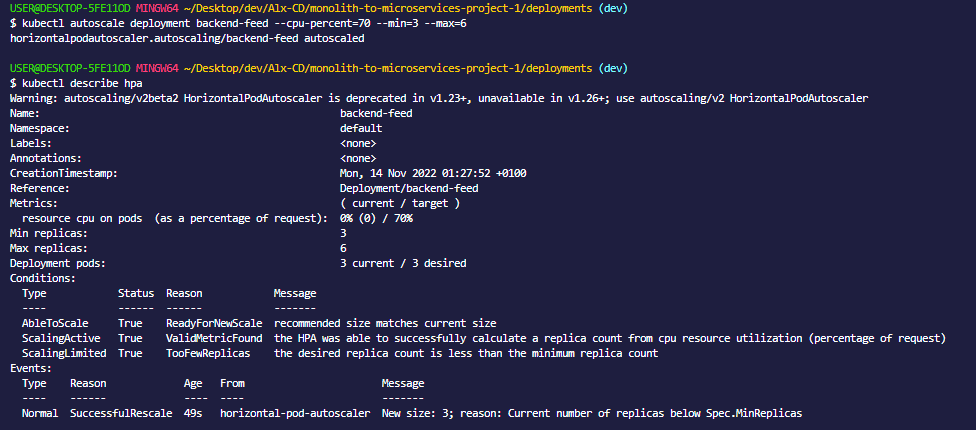 USER@DESKTOP-5FE11OD MINGW64 ~/Desktop/dev/Alx-CD/monolith-to-microservices-project-1/deployments (dev)
$ kubectl autoscale deployment backend-feed --cpu-percent=70 --min=3 --max=6
horizontalpodautoscaler.autoscaling/backend-feed autoscaled

USER@DESKTOP-5FE11OD MINGW64 ~/Desktop/dev/Alx-CD/monolith-to-microservices-project-1/deployments (dev)
$ kubectl describe hpa
Warning: autoscaling/v2beta2 HorizontalPodAutoscaler is deprecated in v1.23+, unavailable in v1.26+; use autoscaling/v2 HorizontalPodAutoscaler
Name: backend-feed
Namespace: default
Labels: <none>
Annotations: <none>
CreationTimestamp: Mon, 14 Nov 2022 01:27:52 +0100
Reference: Deployment/backend-feed
Metrics: ( current / target )
  resource cpu on pods  (as a percentage of request): 0% (0) / 70%
Min replicas: 3
Max replicas: 6
Deployment pods: 3 current / 3 desired
Conditions:
  Type            Status  Reason            Message
  ----            ------  ------            -------
  AbleToScale     True    ReadyForNewScale  recommended size matches current size
  ScalingActive   True    ValidMetricFound  the HPA was able to successfully calculate a replica count from cpu resource utilization (percentage of request)
  ScalingLimited  True    TooFewReplicas    the desired replica count is less than the minimum replica count
Events:
  Type    Reason             Age   From                       Message
  ----    ------             ----  ----                       -------
  Normal  SuccessfulRescale  49s   horizontal-pod-autoscaler  New size: 3; reason: Current number of replicas below Spec.MinReplicas